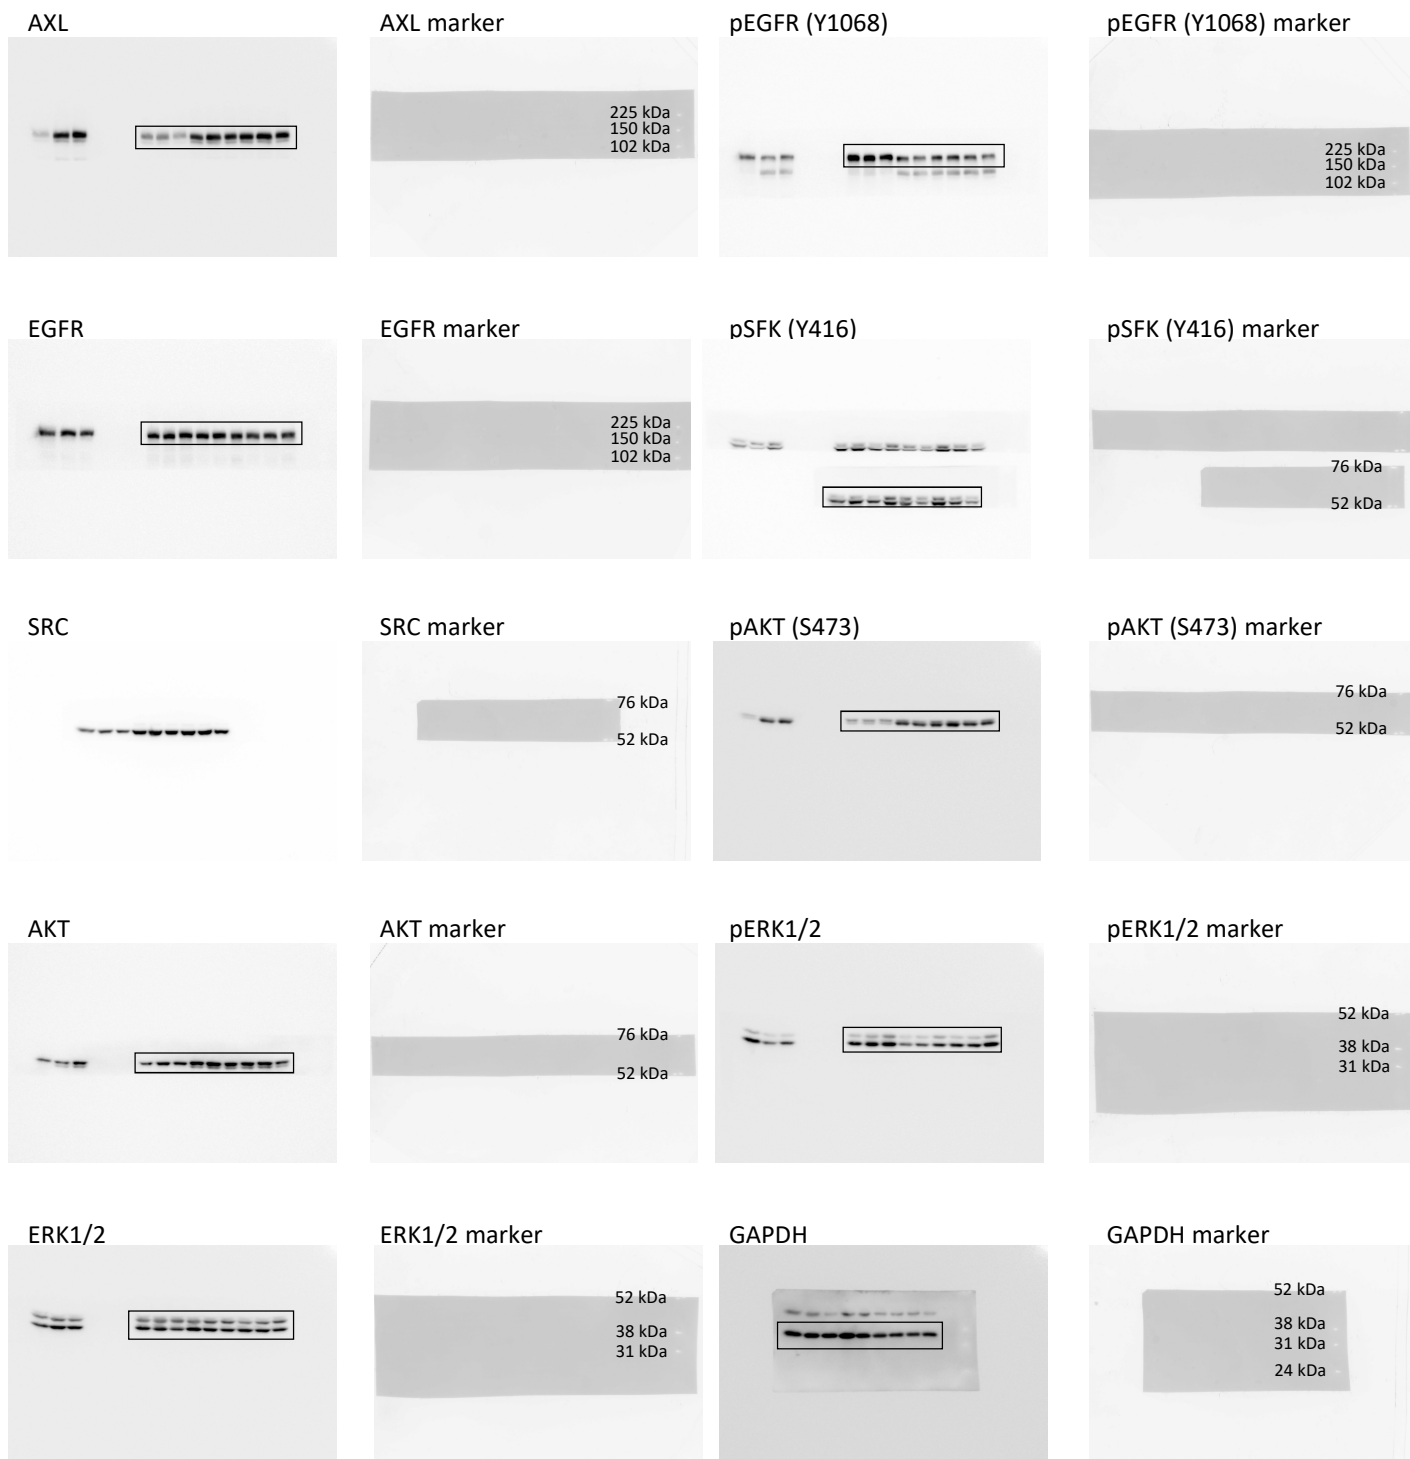 AXL
AXL marker
225 kDa
150 kDa
102 kDa
pEGFR (Y1068)
pEGFR (Y1068) marker
225 kDa
150 kDa
102 kDa
EGFR
EGFR marker
225 kDa
150 kDa
102 kDa
pSFK (Y416)
pSFK (Y416) marker
76 kDa
52 kDa
SRC
SRC marker
76 kDa
52 kDa
pAKT (S473)
pAKT (S473) marker
76 kDa
52 kDa
AKT
AKT marker
76 kDa
52 kDa
pERK1/2
pERK1/2 marker
52 kDa
38 kDa
31 kDa
ERK1/2
ERK1/2 marker
52 kDa
38 kDa
31 kDa
GAPDH
GAPDH marker
52 kDa
38 kDa
31 kDa
24 kDa